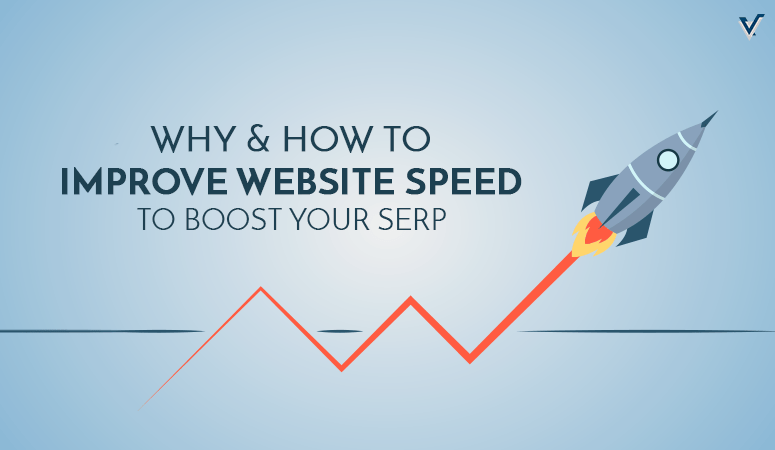 WHY & HOW TO
IMPROVE WEBSITE SPEED
TO BOOST YOUR SERP